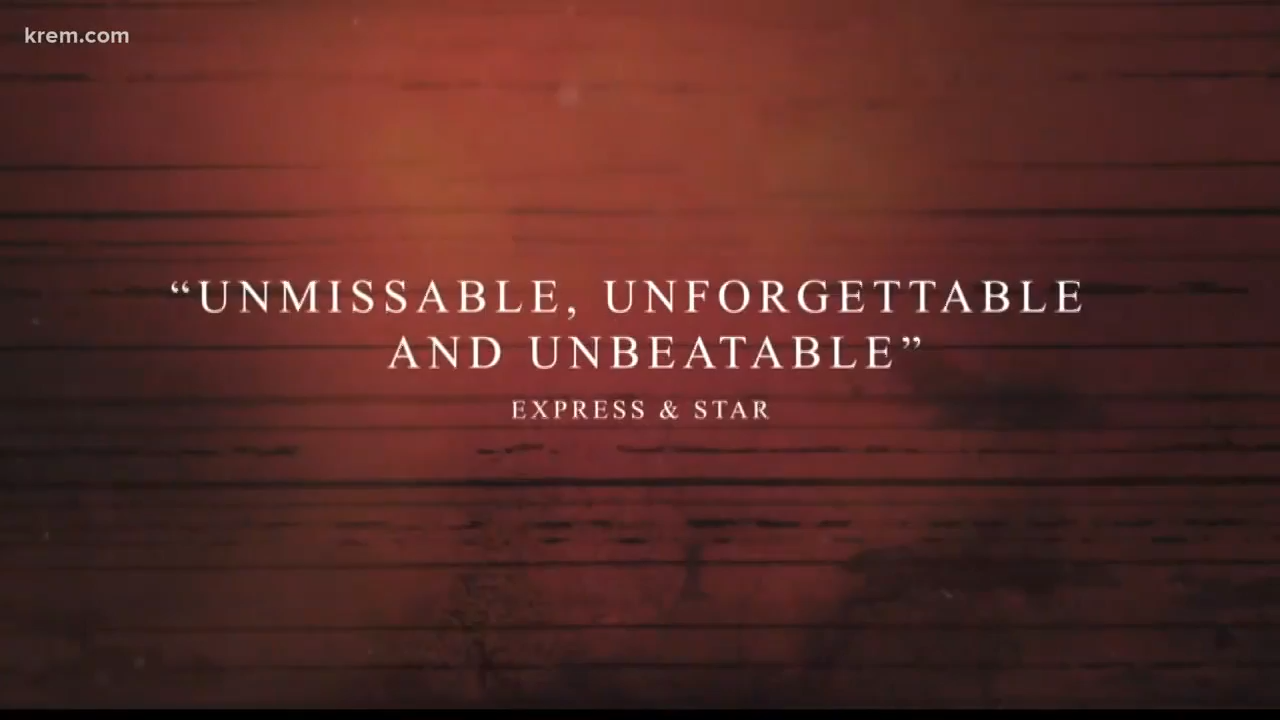 krem.com
“UNMISSABLE, UNFORGETTABLE
AND UNBEATABLE”
EXPRESS & STAR